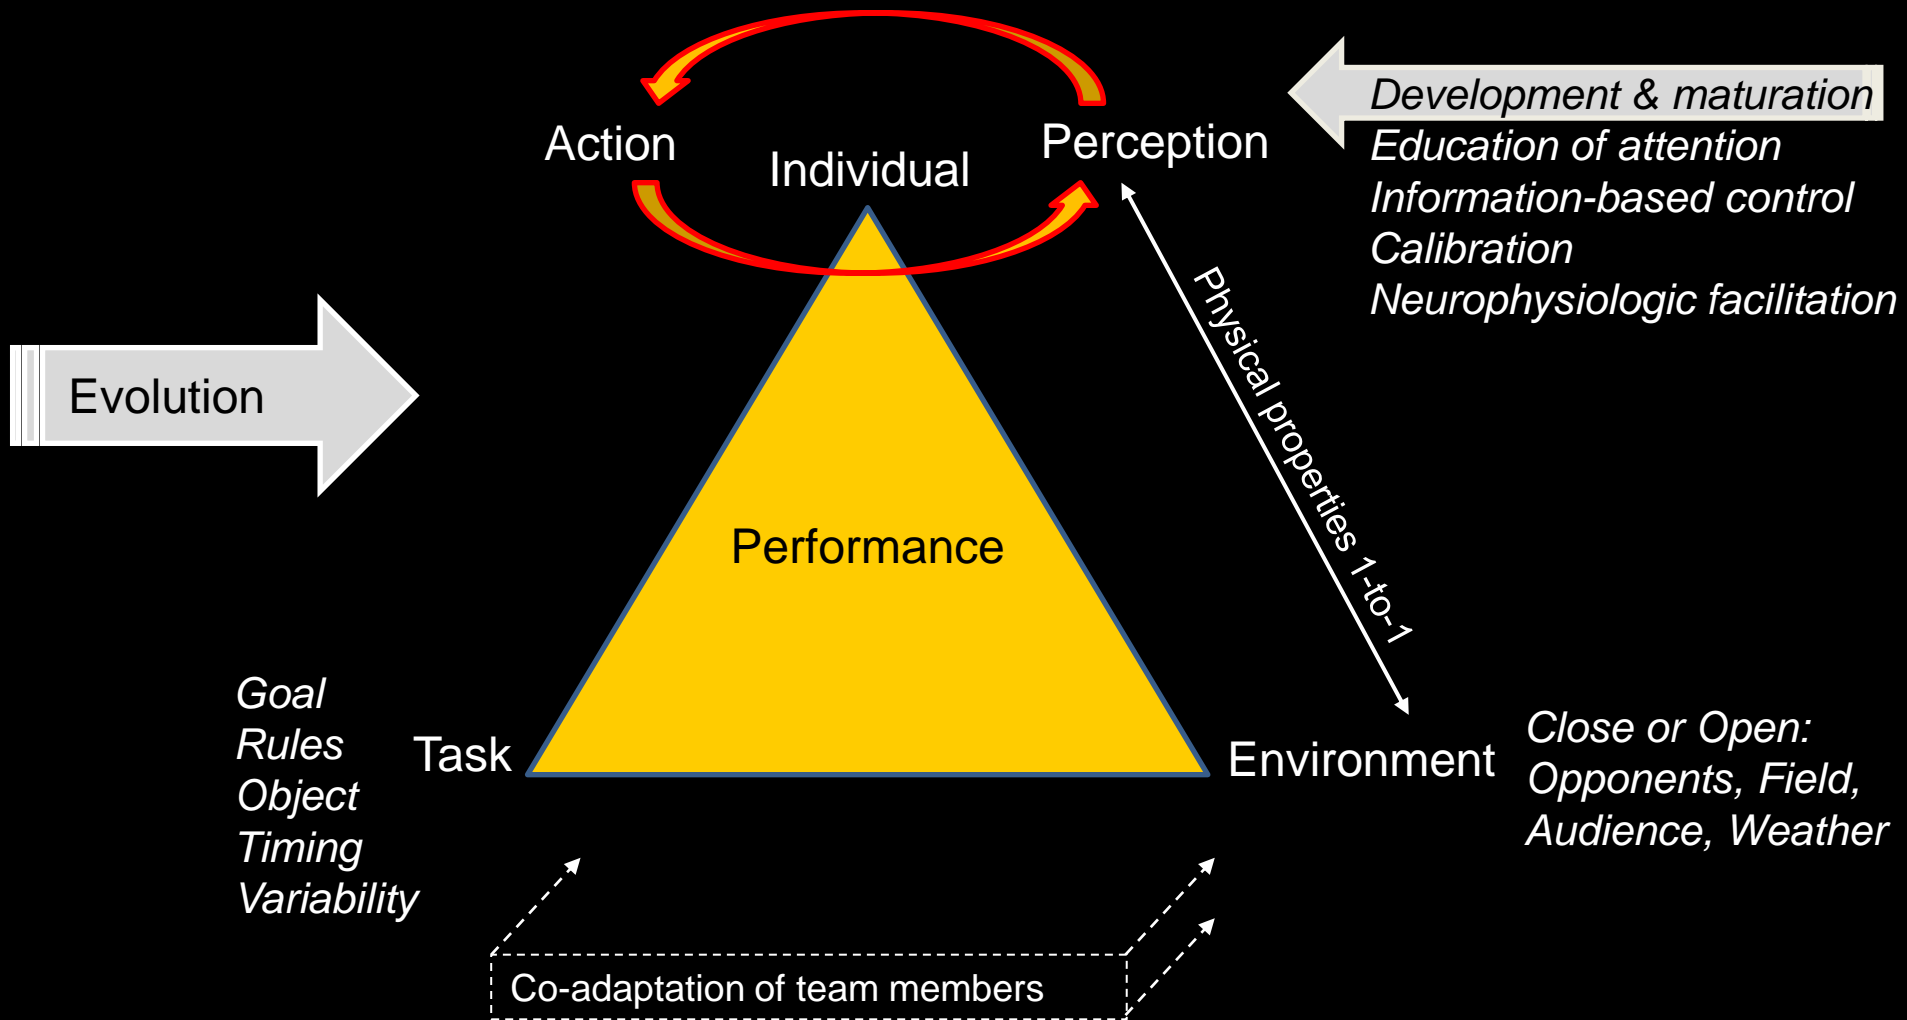 Action
Individual
Perception
Development & maturation
Education of attention
Information-based control
Calibration
Neurophysiologic facilitation
Evolution
Physical properties 1-to-1
Performance
Goal
Rules
Object
Timing
Variability
Task
Environment
Close or Open:
Opponents, Field,
Audience, Weather
Co-adaptation of team members